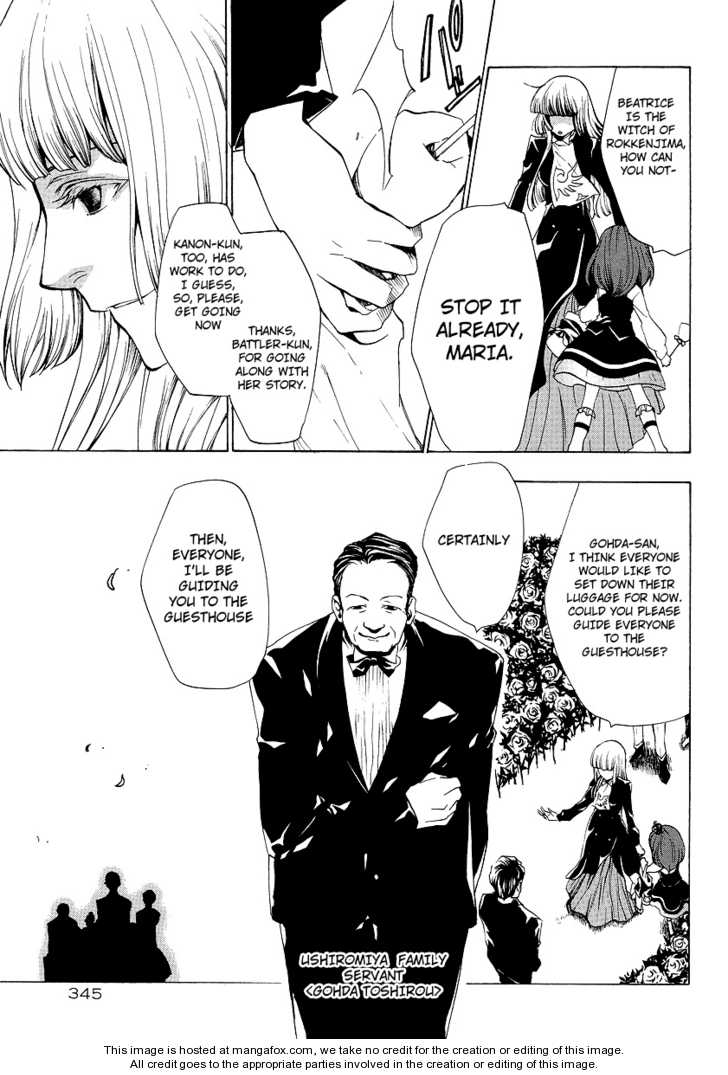 BEATRICE
IS THE
WITCH OF
ROKKENJIMA,
HOW CAN
YOU NOT-
STOP IT
ALREADY,
MARIA.
THANKS,
BATTLER-KUN,
FOR GOING
ALONG WITH
HER STORY.
KANON-KUN,
TOO, HAS
WORK TO DO,
I GUESS,
SO, PLEASE,
GET GOING
NOW
GOHDA-SAN,
I THINK EVERYONE
WOULD LIKE TO
SET DOWN THEIR
LUGGAGE FOR NOW.
COULD YOU PLEASE
GUIDE EVERYONE
TO THE
GUESTHOUSE?
CERTAINLY
THEN,
EVERYONE,
I'LL BE
GUIDING
YOU TO THE
GUESTHOUSE
USHIROMIYA FAMILY
SERVANT
<GOHDA TOSHIROU>
345
This image is hosted at mangafox.com, we take no credit for the creation or editing of this image.
All credit goes to the appropriate parties involved in the creation or editing of this image.